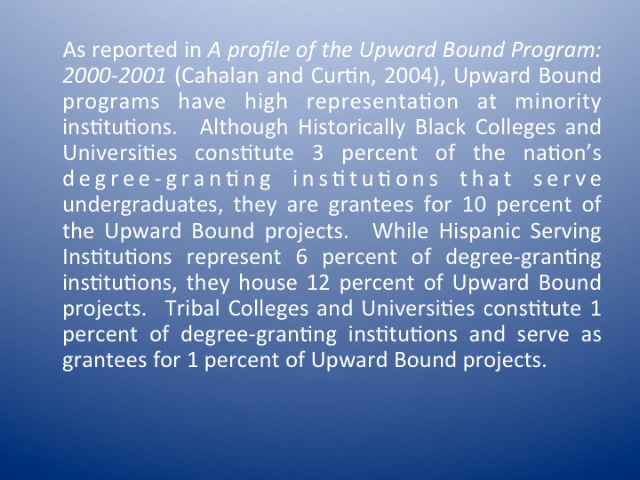 As reported in A profile of the Upward Bound Program:
2000-2001 (Cahalan and Curtin, 2004), Upward Bound
programs have high representation at minority
institutions.  Although Historically Black Colleges and
Universities constitute 3 percent of the nation’s
degree-granting institutions that serve
undergraduates, they are grantees for 10 percent of
the Upward Bound projects.  While Hispanic Serving
Institutions represent 6 percent of degree-granting
institutions, they house 12 percent of Upward Bound
projects.  Tribal Colleges and Universities constitute 1
percent of degree-granting institutions and serve as
grantees for 1 percent of Upward Bound projects.